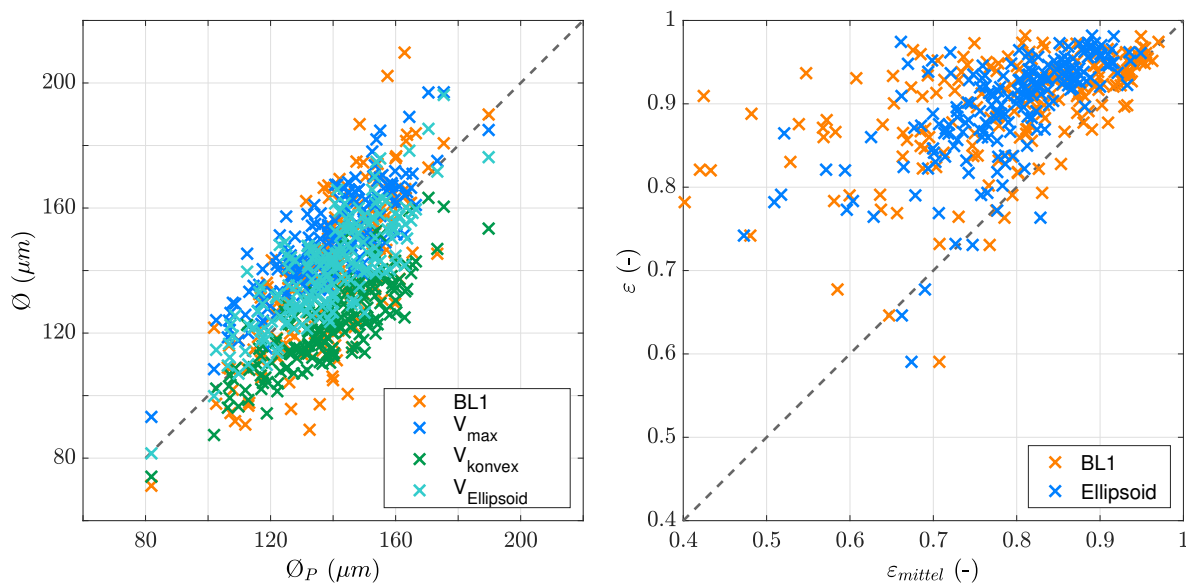 200
160
120
80
Ø (μm)
80
120
160
200
Ø_P (μm)
BL1
V_max
V_konvex
V_Ellipsoid
1
0.9
0.8
0.7
0.6
0.5
0.4
ε (-)
0.4
0.5
0.6
0.7
0.8
0.9
1
ε_mittel (-)
BL1
Ellipsoid